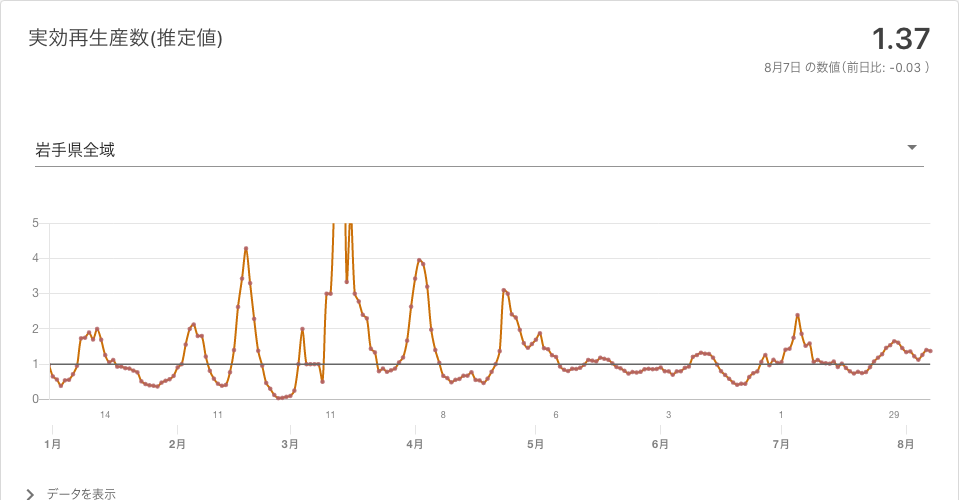 実効再生産数(推定値)
1.37
8月7日 の数値(前日比: -0.03 )
岩手県全域
5
4
3
2
1
0
14 11 11 8 6 3 1 29
1月 2月 3月 4月 5月 6月 7月 8月
データを表示